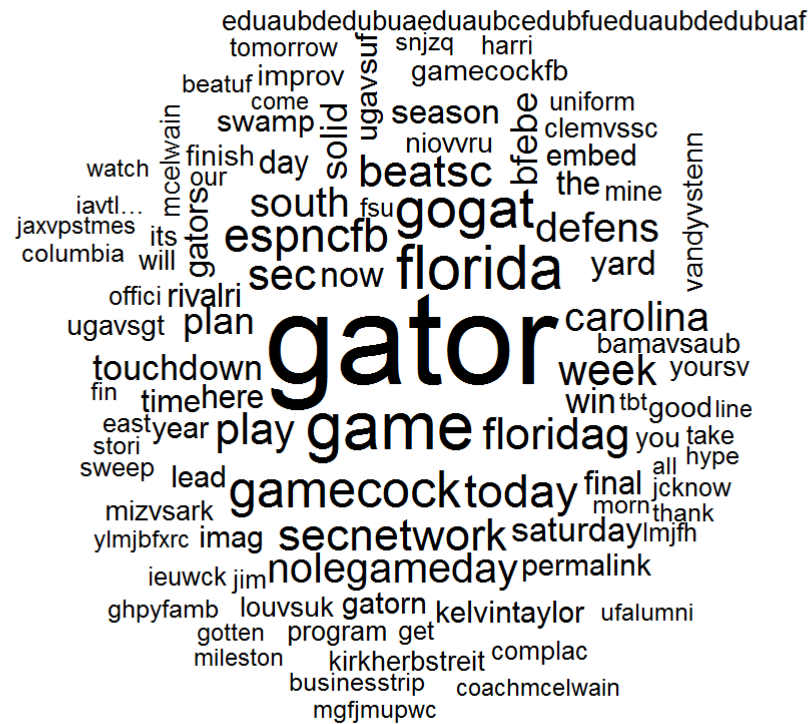 eduaubdedubuaeduaubcedubfueduaubdedubuaf
tomorrow ugavsuf snjzq harri
beatuf improv gamecockfb
come season bfebe uniform
mcelwain swamp solid niovvru clemvssc
watch finish day beatsc embed vandyvstenn
our the mine
iavtl… gators south fsu gogat defens
jaxvpstmes its espncfb
columbia will sec now florida yard
offici rivalri
ugavsgt plan gator carolina
bamavsaub
touchdown week yoursv
fin time here win tbt good line
east year play game floridag you take
stori all hype
sweep lead gamecock today final jcknow
mizvsark morn thank
ylmjbfxrc imag secnetwork saturday lmjfh
ieuwck jim nolegameday permalink
ghpyfamb louvsuk gatorn kelvintaylor ufalumni
gotten program get
mileston kirkherbstreit complac
businesstrip coachmcelwain
mgfjmupwc